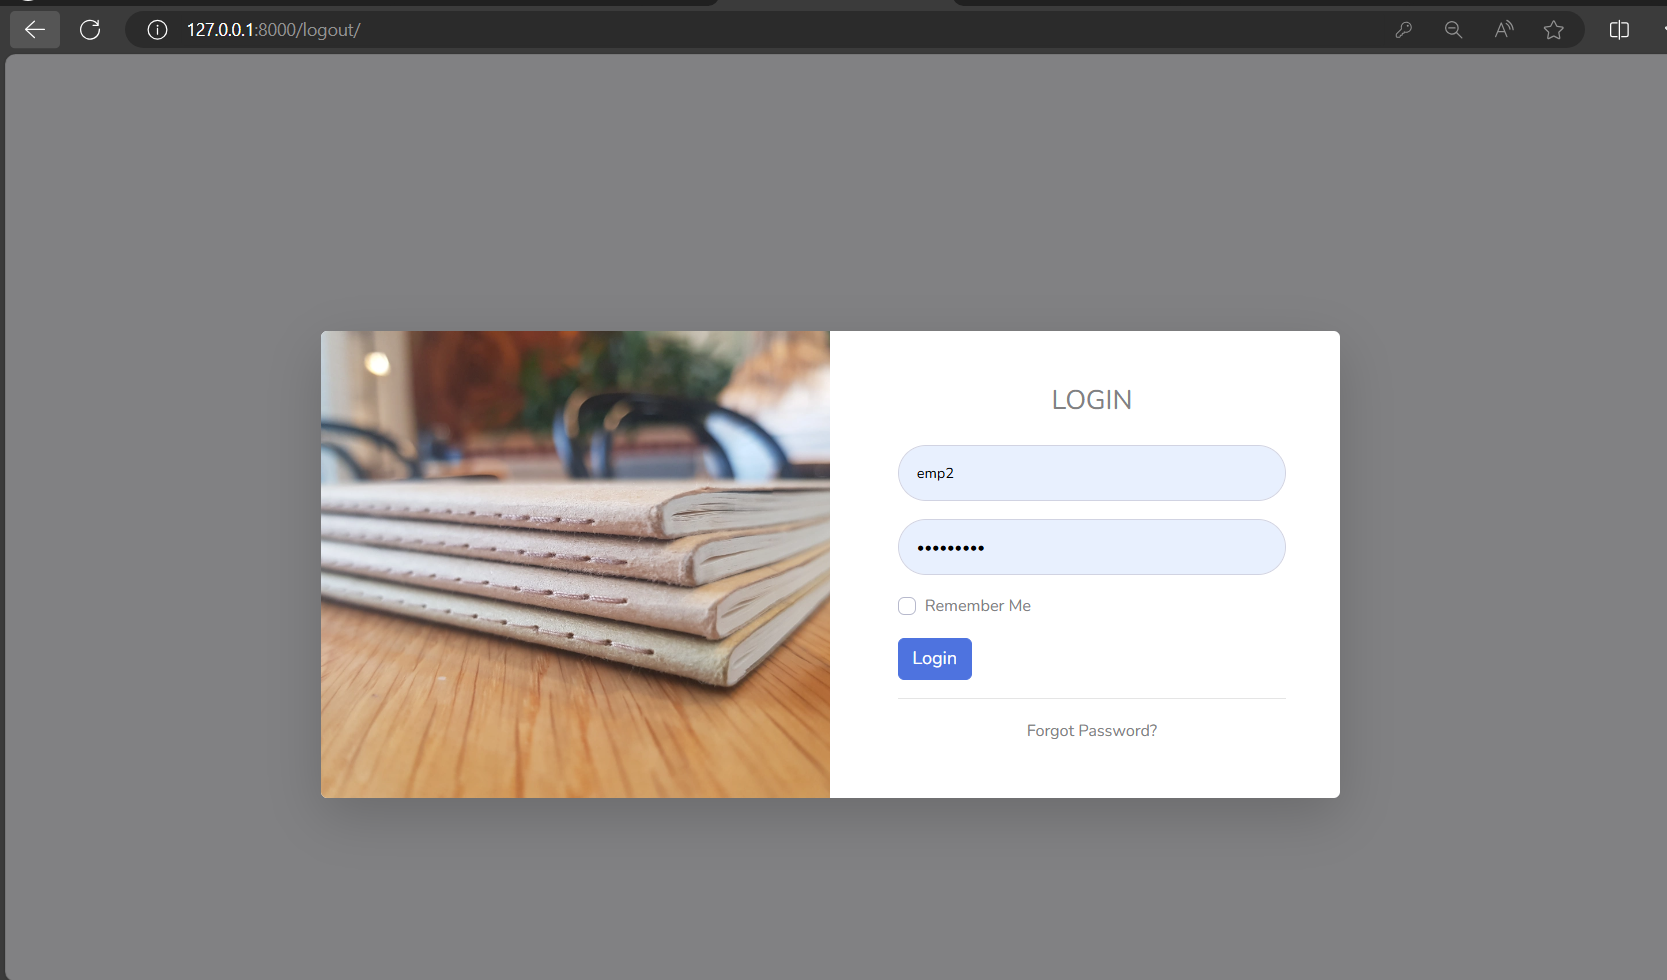 127.0.0.1:8000/logout/
LOGIN
emp2
•••••••••
Remember Me
Login
Forgot Password?